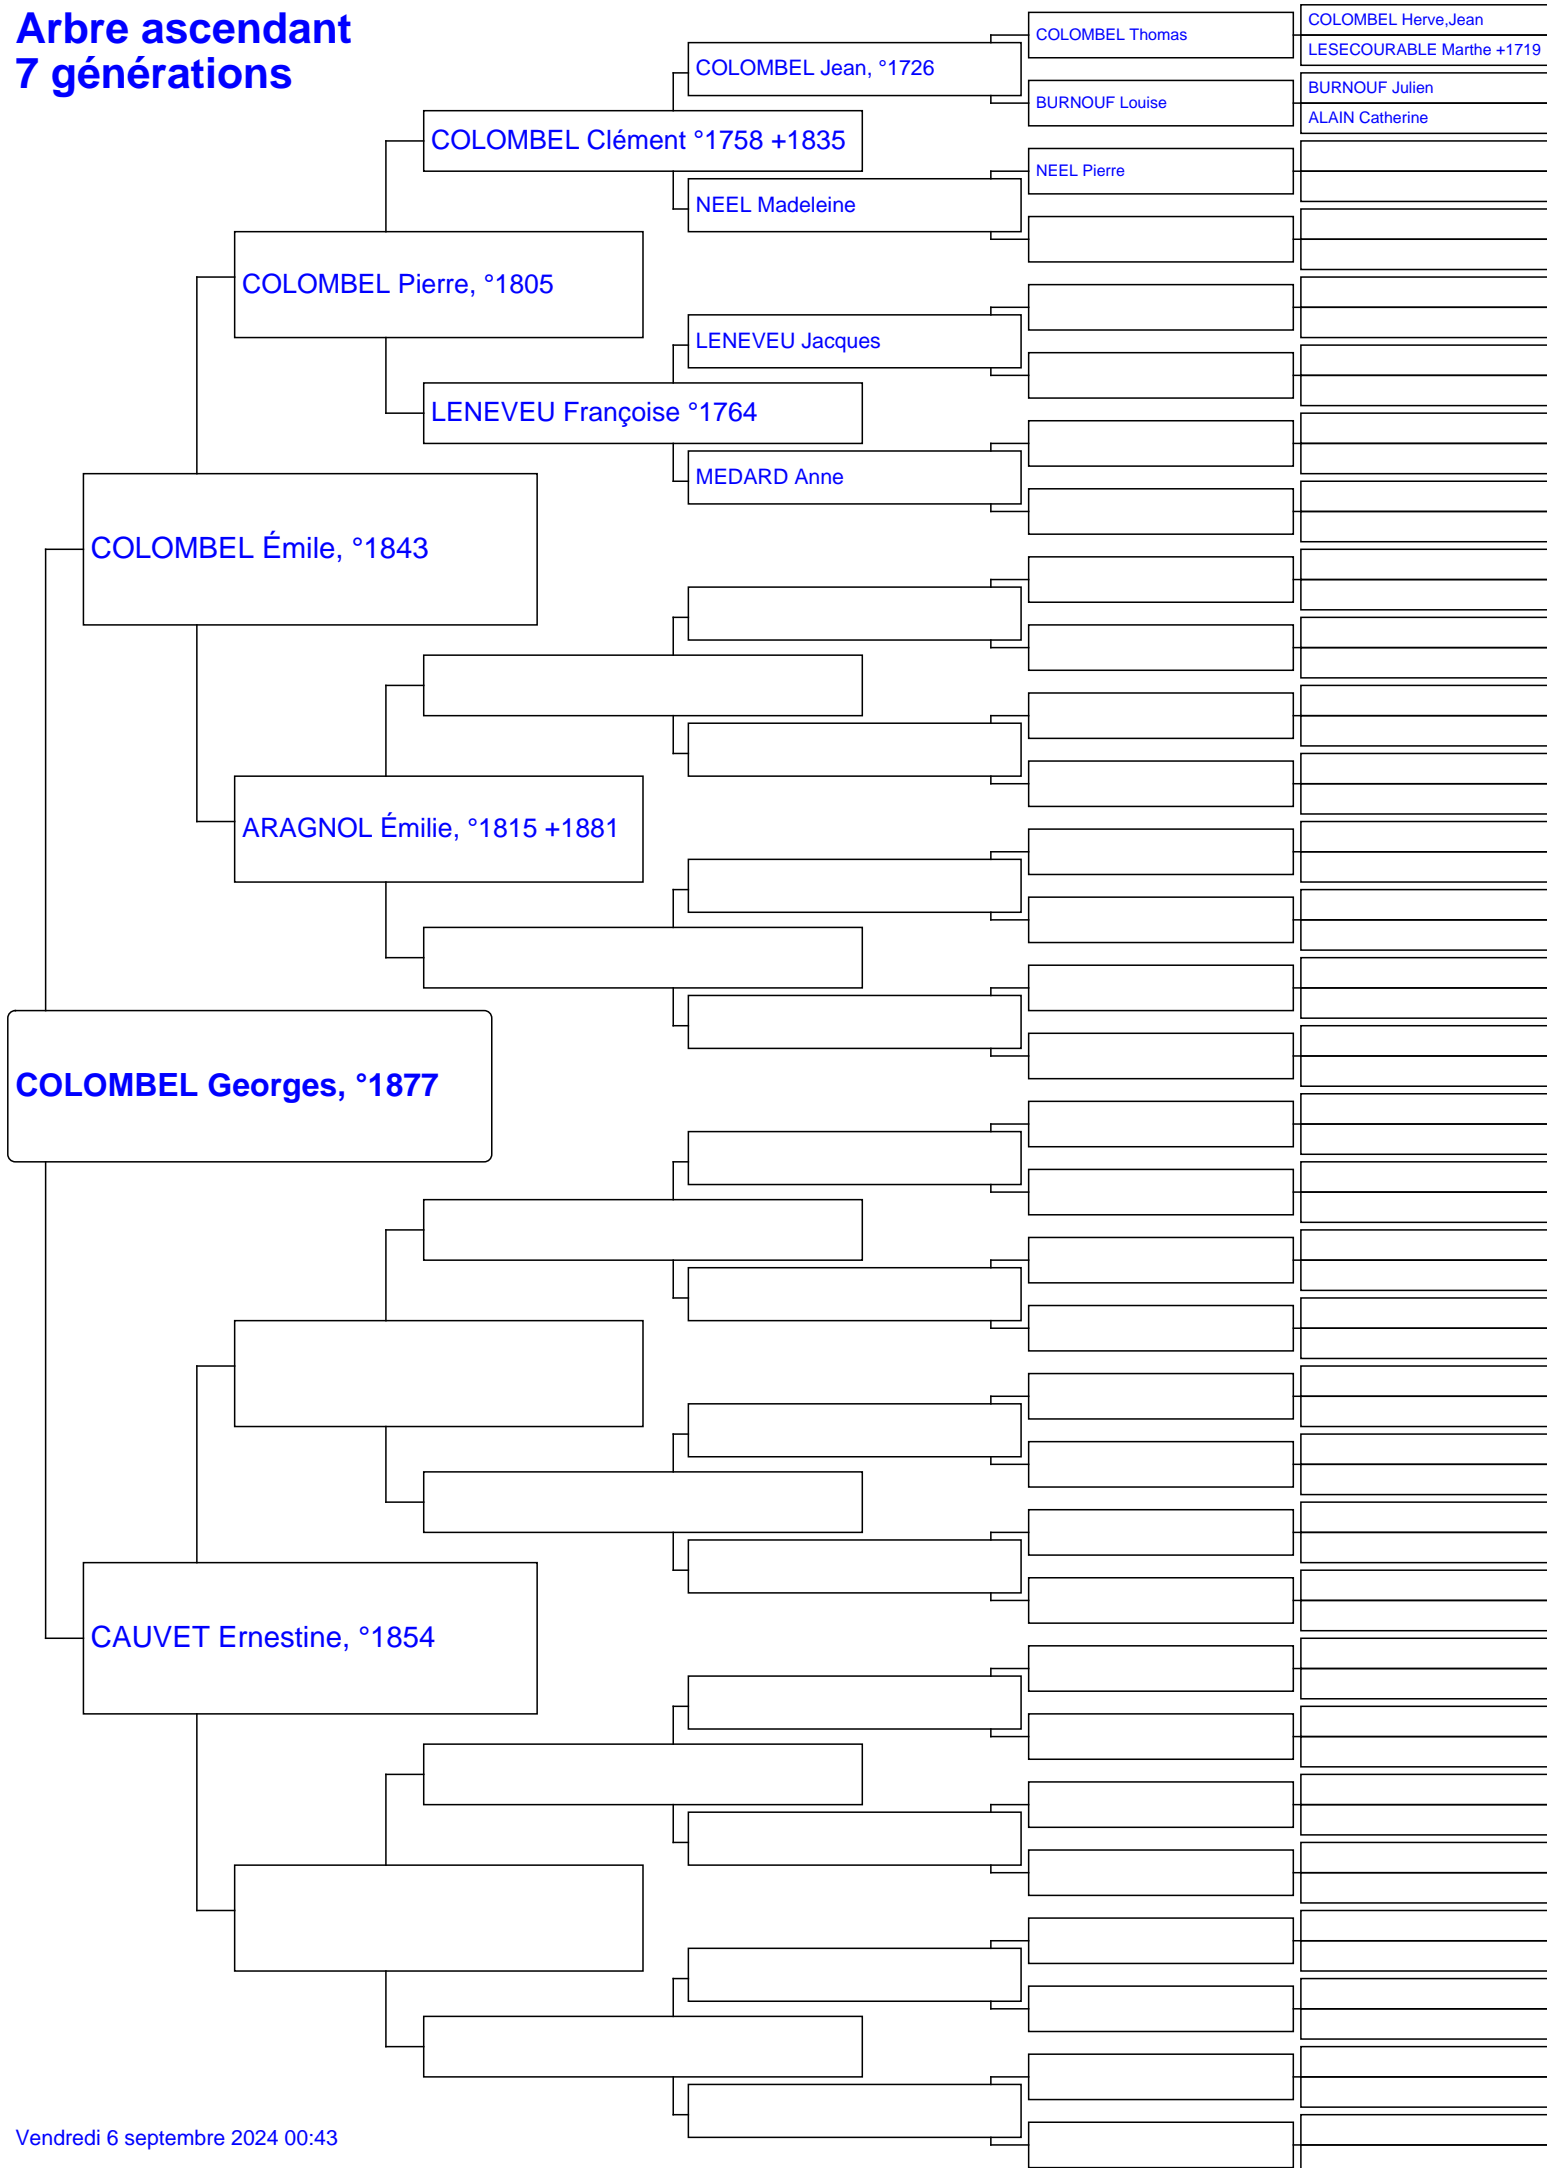 Arbre ascendant
7 générations
COLOMBEL Herve,Jean
COLOMBEL Thomas
LESECOURABLE Marthe +1719
COLOMBEL Jean, °1726
BURNOUF Julien
BURNOUF Louise
ALAIN Catherine
COLOMBEL Clément °1758 +1835
NEEL Pierre
NEEL Madeleine
COLOMBEL Pierre, °1805
LENEVEU Jacques
LENEVEU Françoise °1764
MEDARD Anne
COLOMBEL Émile, °1843
ARAGNOL Émilie, °1815 +1881
COLOMBEL Georges, °1877
CAUVET Ernestine, °1854
Vendredi 6 septembre 2024 00:43